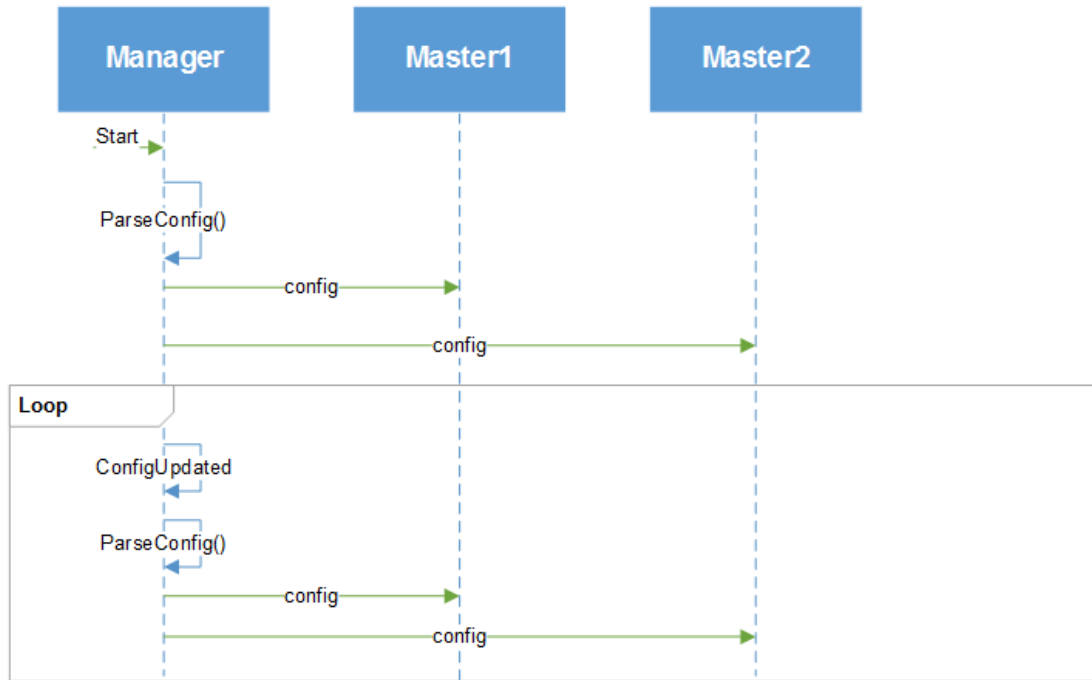 Manager
Master1
Master2
Start
ParseConfig()
config
config
Loop
ConfigUpdated
ParseConfig()
config
config